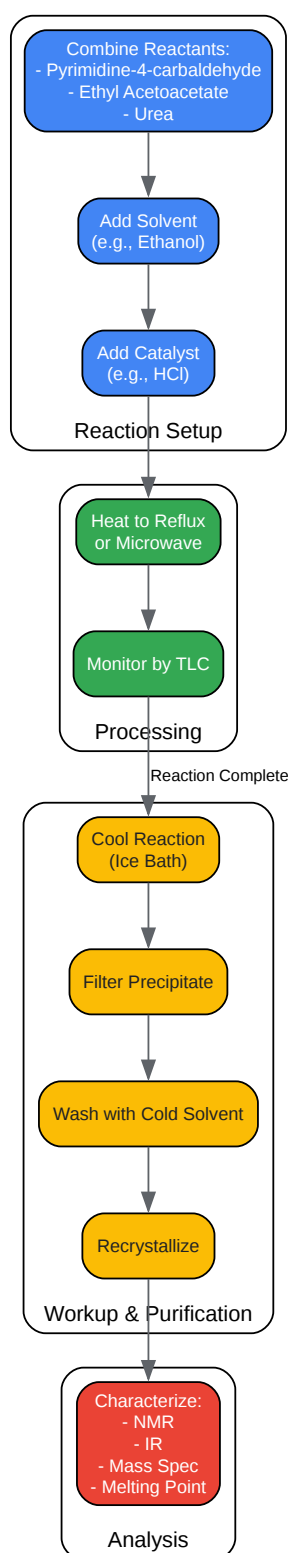 Combine Reactants:
- Pyrimidine-4-carbaldehyde
- Ethyl Acetoacetate
- Urea
Add Solvent
(e.g., Ethanol)
Add Catalyst
(e.g., HCl)
Reaction Setup
Heat to Reflux
or Microwave
Monitor by TLC
Processing
Reaction Complete
Cool Reaction
(Ice Bath)
Filter Precipitate
Wash with Cold Solvent
Recrystallize
Workup & Purification
Characterize:
- NMR
- IR
- Mass Spec
- Melting Point
Analysis